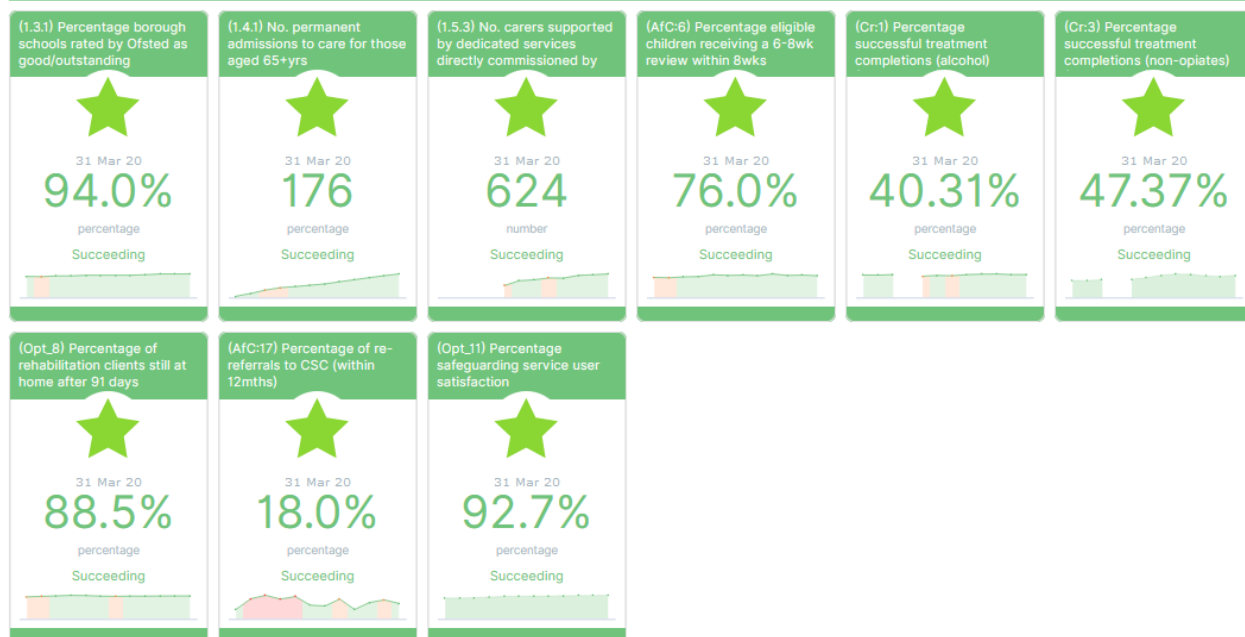 (1.3.1) Percentage borough
schools rated by Ofsted as
good/outstanding
31 Mar 20
94.0%
percentage
Succeeding
(1.4.1) No. permanent
admissions to care for those
aged 65+yrs
31 Mar 20
176
percentage
Succeeding
(1.5.3) No. carers supported
by dedicated services
directly commissioned by
31 Mar 20
624
number
Succeeding
(AfC:6) Percentage eligible
children receiving a 6-8wk
review within 8wks
31 Mar 20
76.0%
percentage
Succeeding
(Cr:1) Percentage
successful treatment
completions (alcohol)
31 Mar 20
40.31%
percentage
Succeeding
(Cr:3) Percentage
successful treatment
completions (non-opiates)
31 Mar 20
47.37%
percentage
Succeeding
(Opt_8) Percentage of
rehabilitation clients still at
home after 91 days
31 Mar 20
88.5%
percentage
Succeeding
(AfC:17) Percentage of re-
referrals to CSC (within
12mths)
31 Mar 20
18.0%
percentage
Succeeding
(Opt_11) Percentage
safeguarding service user
satisfaction
31 Mar 20
92.7%
percentage
Succeeding